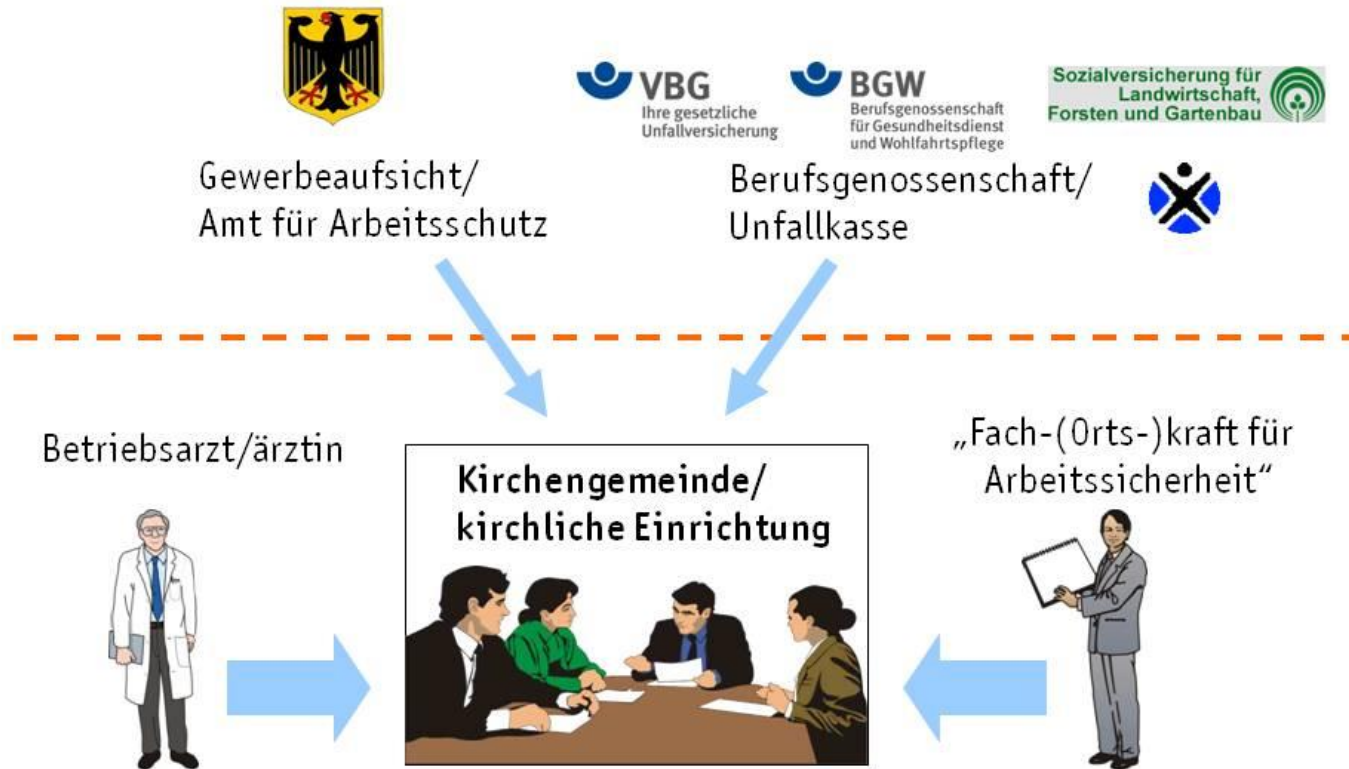 VBG
Ihre gesetzliche
Unfallversicherung
BGW
Berufsgenossenschaft
für Gesundheitsdienst
und Wohlfahrtspflege
Sozialversicherung für
Landwirtschaft,
Forsten und Gartenbau
Gewerbeaufsicht/
Amt für Arbeitsschutz
Berufsgenossenschaft/
Unfallkasse
Betriebsarzt/ärztin
Kirchengemeinde/
kirchliche Einrichtung
„Fach-(Orts-)kraft für
Arbeitssicherheit“